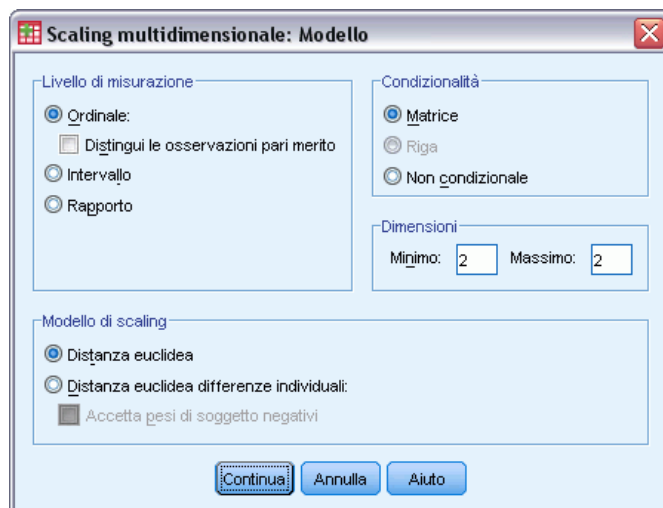 Scaling multidimensionale: Modello
Livello di misurazione
Ordinale:
Distingui le osservazioni pari merito
Intervallo
Rapporto
Condizionalità
Matrice
Riga
Non condizionale
Dimensioni
Minimo: 2 Massimo: 2
Modello di scaling
Distanza euclidea
Distanza euclidea differenze individuali:
Accetta pesi di soggetto negativi
Continua Annulla Aiuto